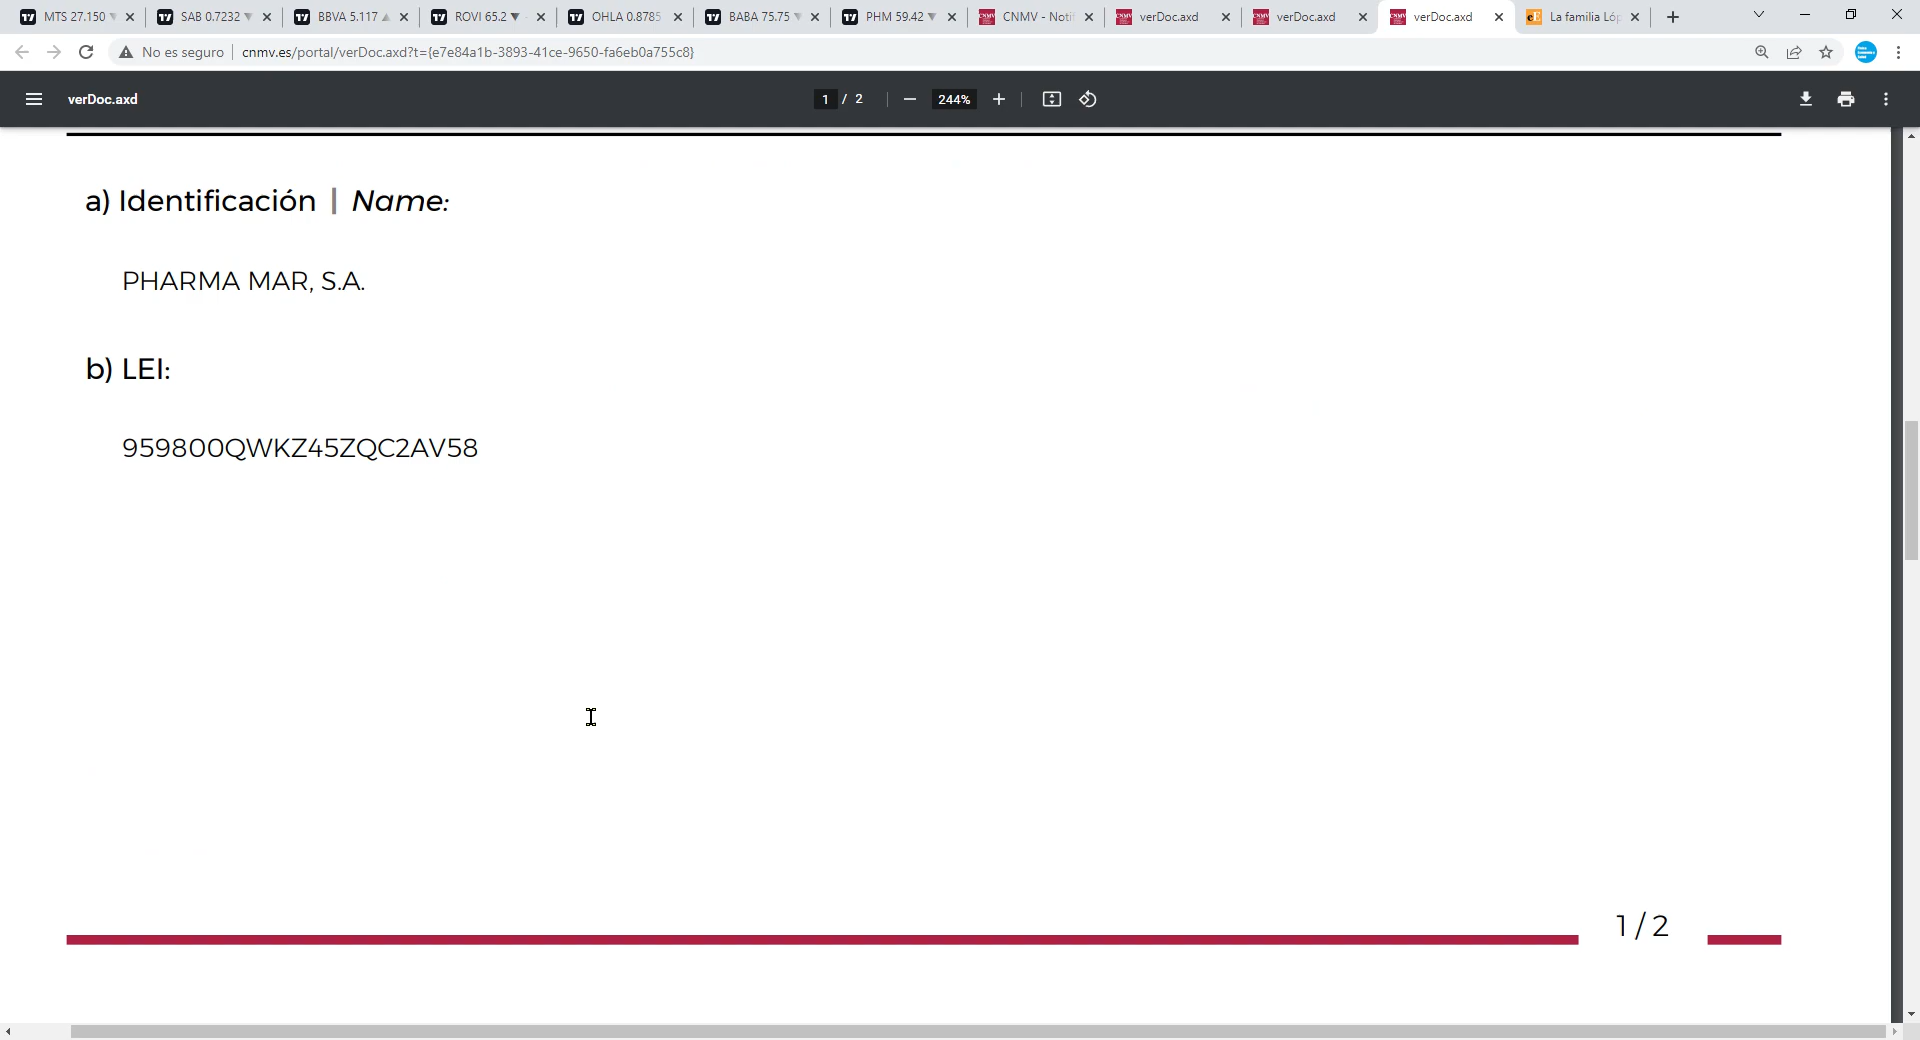 MTS 27.150 ▼
SAB 0.7232 ▼
BBVA 5.117
ROVI 65.2 ▼
OHLA 0.8785
BABA 75.75 ▼
PHM 59.42 ▼
CNMV - Noti
verDoc.axd
verDoc.axd
verDoc.axd
La familia Lóp
No es seguro
cnmv.es/portal/verDoc.axd?t={e7e84a1b-3893-41ce-9650-fa6eb0a755c8}
verDoc.axd
1 / 2
244%
a) Identificación | Name:
PHARMA MAR, S.A.
b) LEI:
959800QWKZ45ZQC2AV58
1 / 2